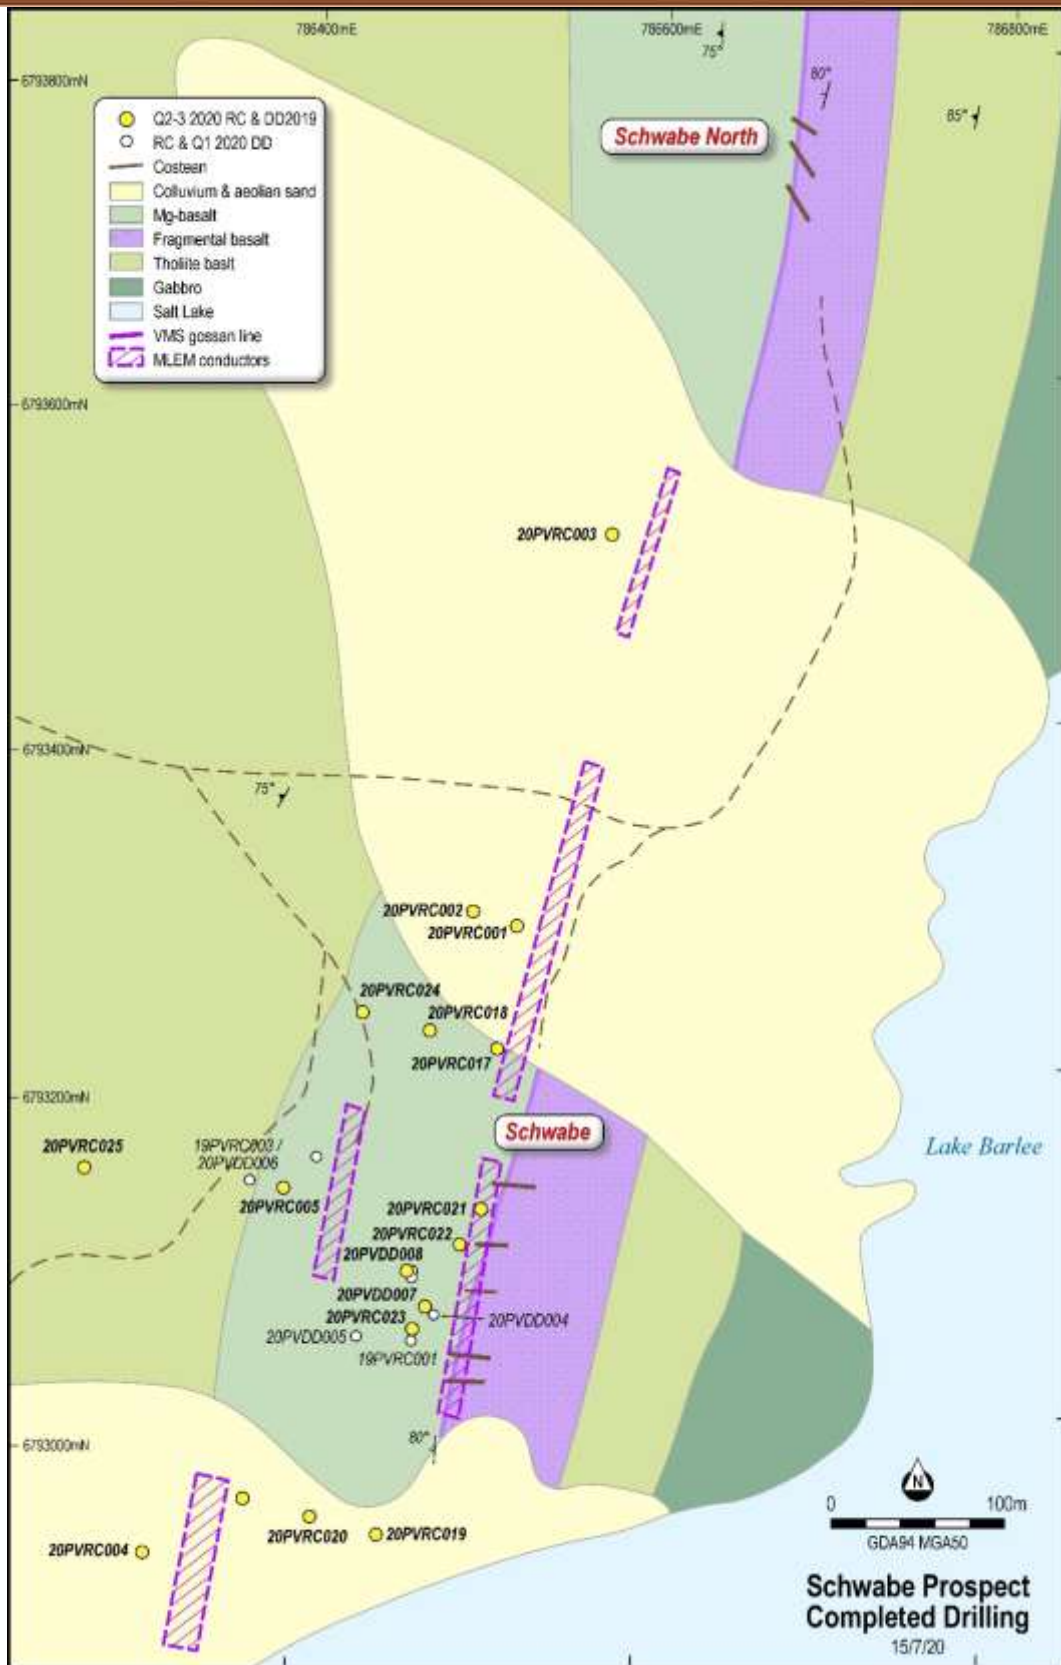 786400mE
786600mE
786800mE
75°
80°
85°
6793800mN
Schwabe North
Q2-3 2020 RC & DD2019
RC & Q1 2020 DD
Costean
Colluvium & aeolian sand
Mg-basalt
Fragmental basalt
Tholiite baslt
Gabbro
Salt Lake
VMS gossan line
MLEM conductors
6793600mN
20PVRC003
6793400mN
75°
20PVRC002
20PVRC001
20PVRC024
20PVRC018
20PVRC017
6793200mN
Schwabe
20PVRC025
19PVRC003 /
20PVDD006
Lake Barlee
20PVRC005
20PVRC021
20PVRC022
20PVDD008
20PVDD007
20PVRC023
20PVDD004
20PVDD005
19PVRC001
80°
6793000mN
N
0 100m
GDA94 MGA50
20PVRC020
20PVRC019
20PVRC004
Schwabe Prospect
Completed Drilling
15/7/20